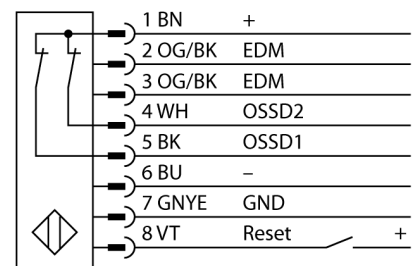 1 BN +
2 OG/BK EDM
3 OG/BK EDM
4 WH OSSD2
5 BK OSSD1
6 BU –
7 GNYE GND
8 VT Reset +